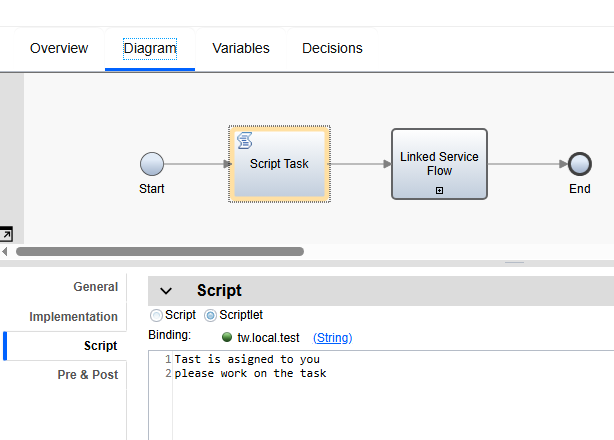 Overview Diagram Variables Decisions
Script Task
Linked Service
Flow
Start
End
General
Implementation
Script
Pre & Post
Script
Script Scriptlet
Binding: tw.local.test (String)
1 Tast is asigned to you
2 please work on the task